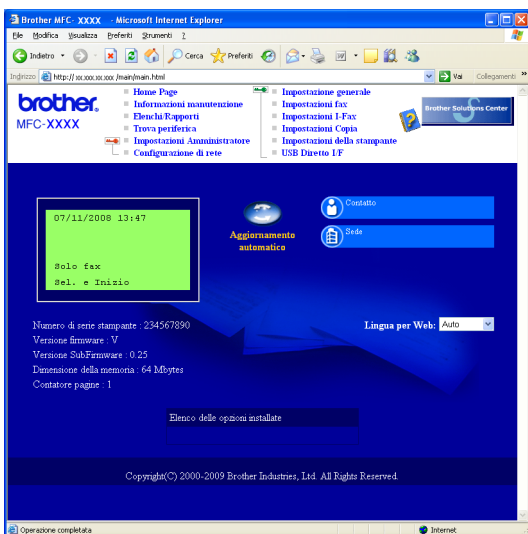 Brother MFC- XXXX - Microsoft Internet Explorer
File Modifica Visualizza Preferiti Strumenti ?
Indietro Cerca Preferiti
Indirizzo http://xxx.xxx.xxx.xxx /main/main.html Vai Collegamenti »
brother.
MFC-XXXX
Home Page
Informazioni manutenzione
Elenchi/Rapporti
Trova periferica
Impostazioni Amministratore
Configurazione di rete
Impostazione generale
Impostazioni fax
Impostazioni I-Fax
Impostazioni Copia
Impostazioni della stampante
USB Diretto I/F
Brother Solutions Center
07/11/2008 13:47
Solo fax
Sel. e Inizio
Aggiornamento
automatico
Contatto
Sede
Numero di serie stampante : 234567890
Versione firmware : V
Versione SubFirmware : 0.25
Dimensione della memoria : 64 Mbytes
Contatore pagine : 1
Lingua per Web: Auto
Elenco delle opzioni installate
Copyright(C) 2000-2009 Brother Industries, Ltd. All Rights Reserved.
Operazione completata Internet